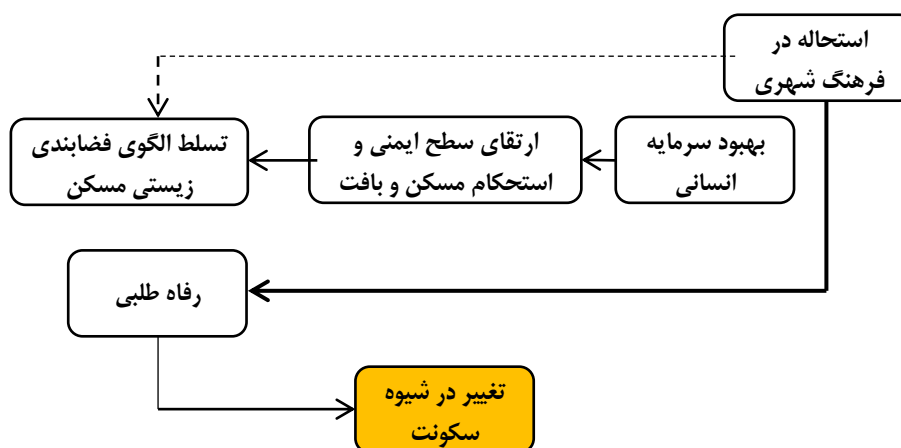 استحاله در
فرهنگ شهری
بهبود سرمایه
انسانی
ارتقای سطح ایمنی و
استحکام مسکن و بافت
تسلط الگوی فضابندی
زیستی مسکن
رفاه طلبی
تغییر در شیوه
سکونت